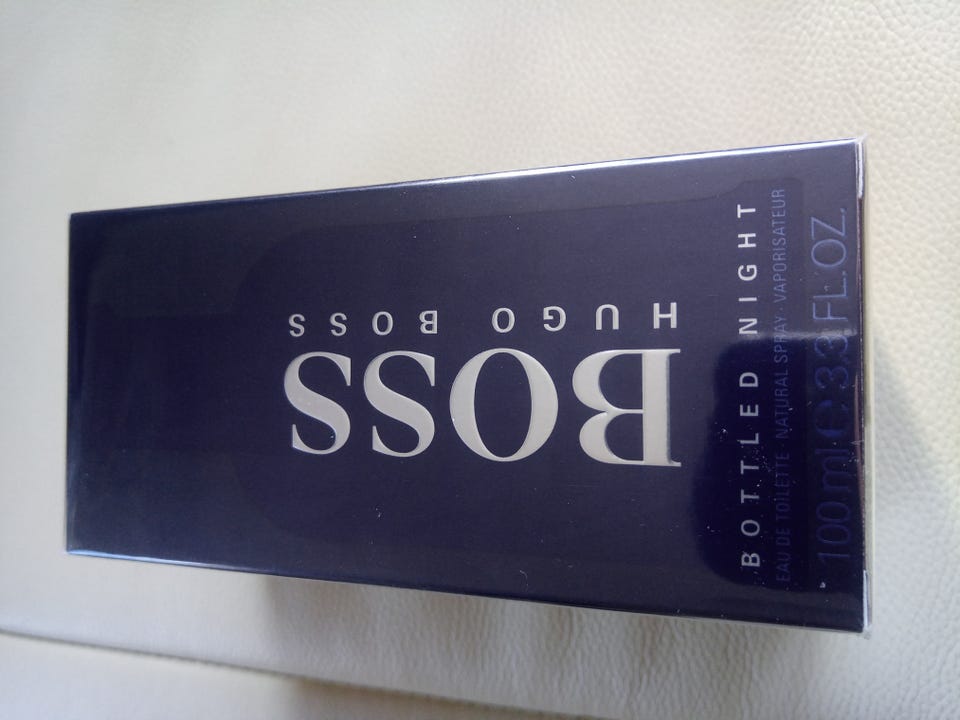 BOSS
HUGO BOSS
BOTTLED NIGHT
EAU DE TOILETTE NATURAL SPRAY·VAPORISATEUR
100 ml ℮ 3.3 FL.OZ.